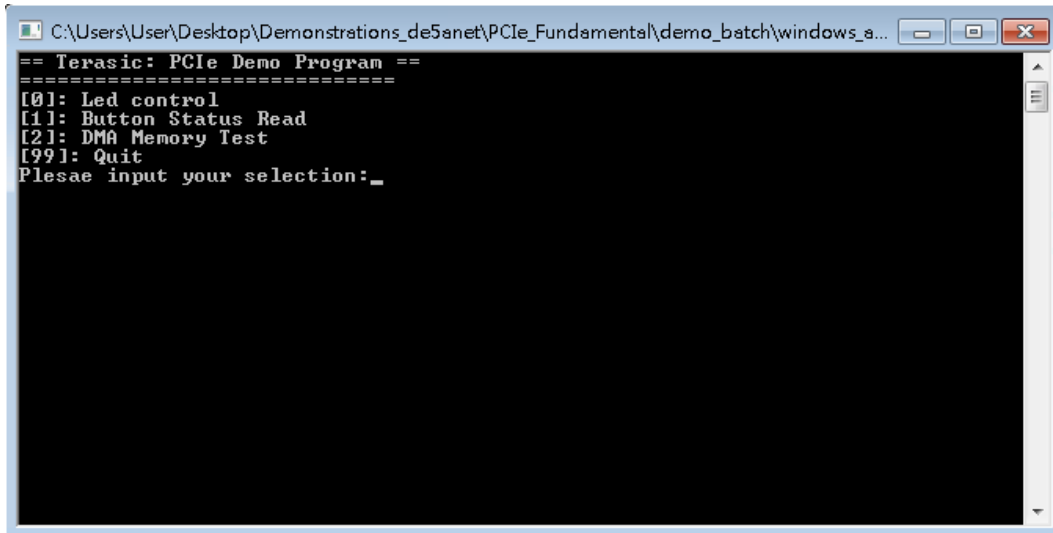 C:\Users\User\Desktop\Demonstrations_de5anet\PCIe_Fundamental\demo_batch\windows_a...
== Terasic: PCIe Demo Program ==
==============================
[0]: Led control
[1]: Button Status Read
[2]: DMA Memory Test
[99]: Quit
Plesae input your selection:_